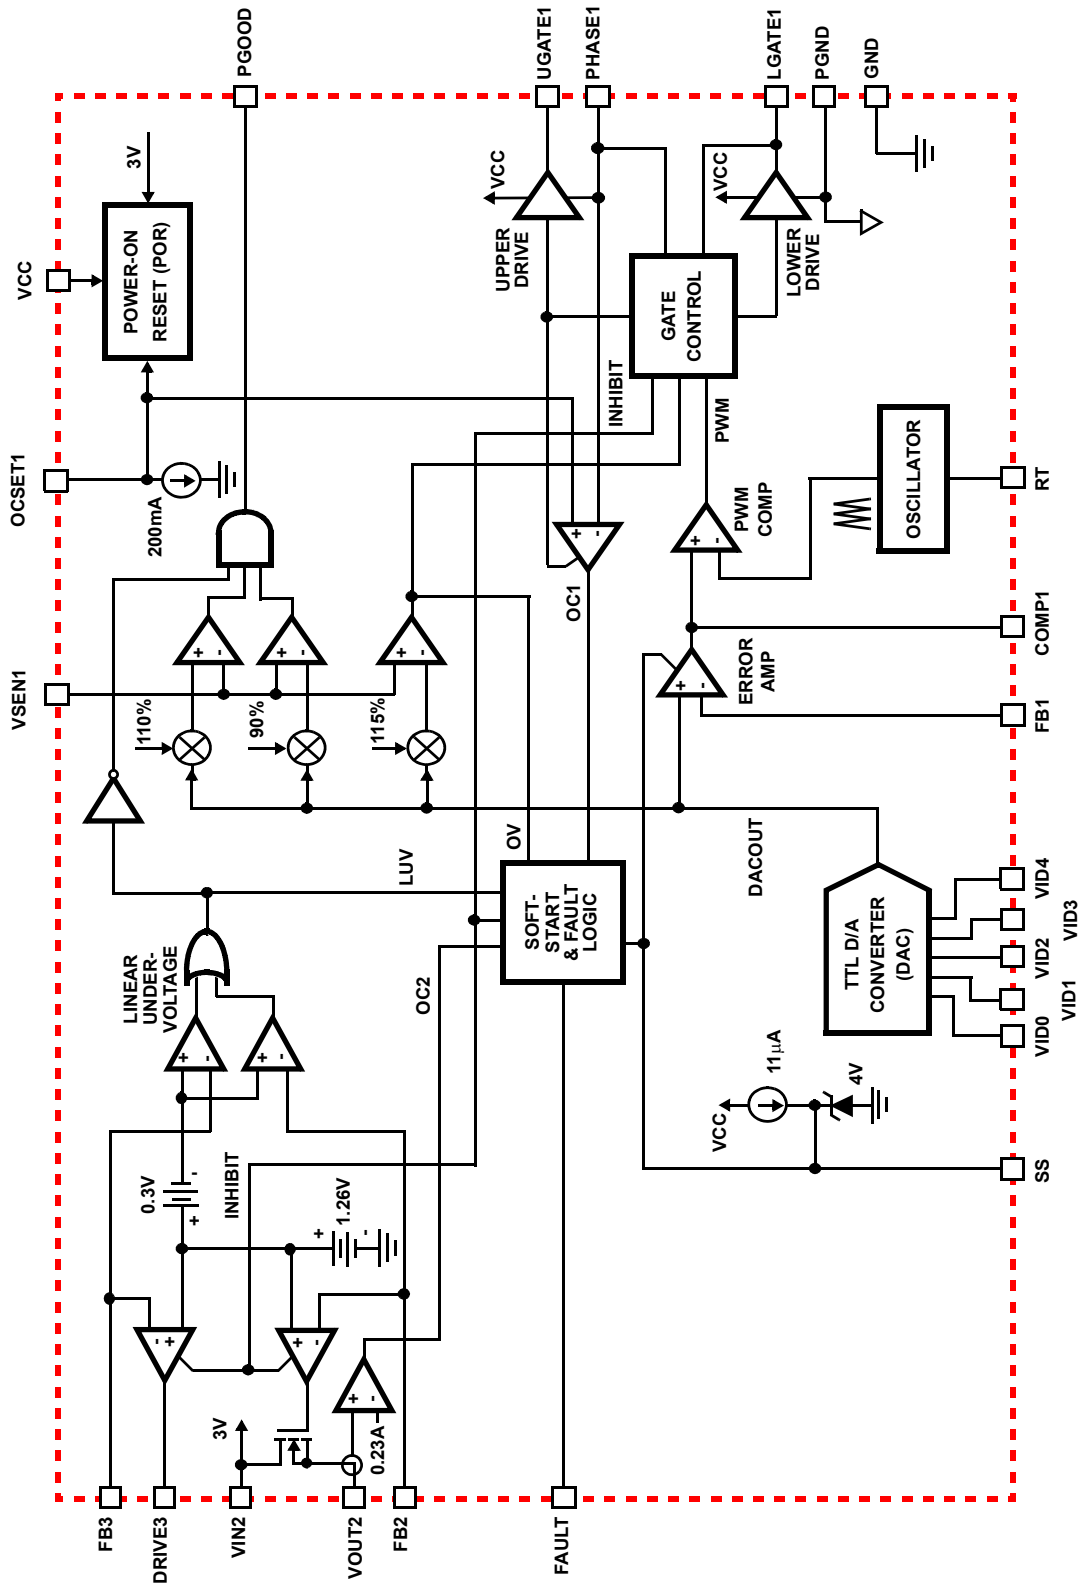 VCC
OCSET1
VSEN1
POWER-ON
RESET (POR)
3V
PGOOD
200mA
110%
90%
115%
LINEAR
UNDER-
VOLTAGE
LUV
OV
OC2
OC1
0.3V
+
-
INHIBIT
1.26V
+
-
3V
0.23A
FB3
DRIVE3
VIN2
VOUT2
FB2
FAULT
SOFT-
START
& FAULT
LOGIC
INHIBIT
UPPER
DRIVE
VCC
UGATE1
PHASE1
GATE
CONTROL
LOWER
DRIVE
VCC
LGATE1
PGND
GND
PWM
PWM
COMP
OSCILLATOR
RT
ERROR
AMP
COMP1
FB1
DACOUT
TTL D/A
CONVERTER
(DAC)
VID4
VID3
VID2
VID1
VID0
VCC
11μA
4V
SS
+
-
+
-
+
-
+
-
+
-
+
-
+
-
+
-
-
+
+
-
+
-